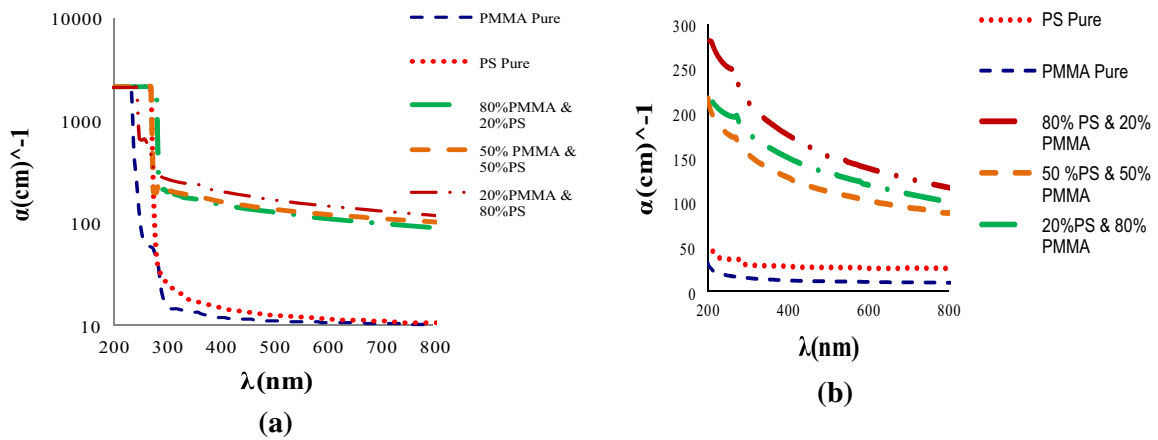 10000
1000
100
10
α(cm)^-1
200 300 400 500 600 700 800
λ(nm)
(a)
PMMA Pure
PS Pure
80%PMMA &
20%PS
50% PMMA &
50%PS
20%PMMA &
80%PS
300
250
200
150
100
50
0
α(cm)^-1
200 400 600 800
λ(nm)
(b)
PS Pure
PMMA Pure
80% PS & 20%
PMMA
50 %PS & 50%
PMMA
20%PS & 80%
PMMA